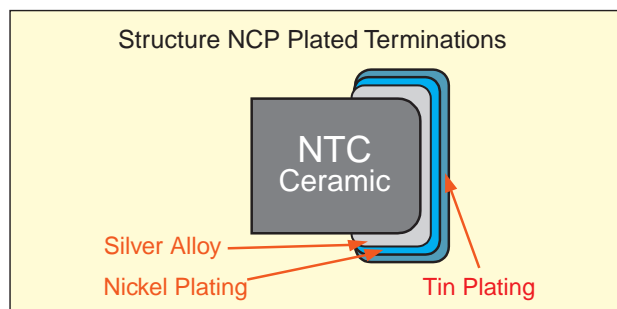 Structure NCP Plated Terminations
NTC
Ceramic
Silver Alloy
Nickel Plating
Tin Plating